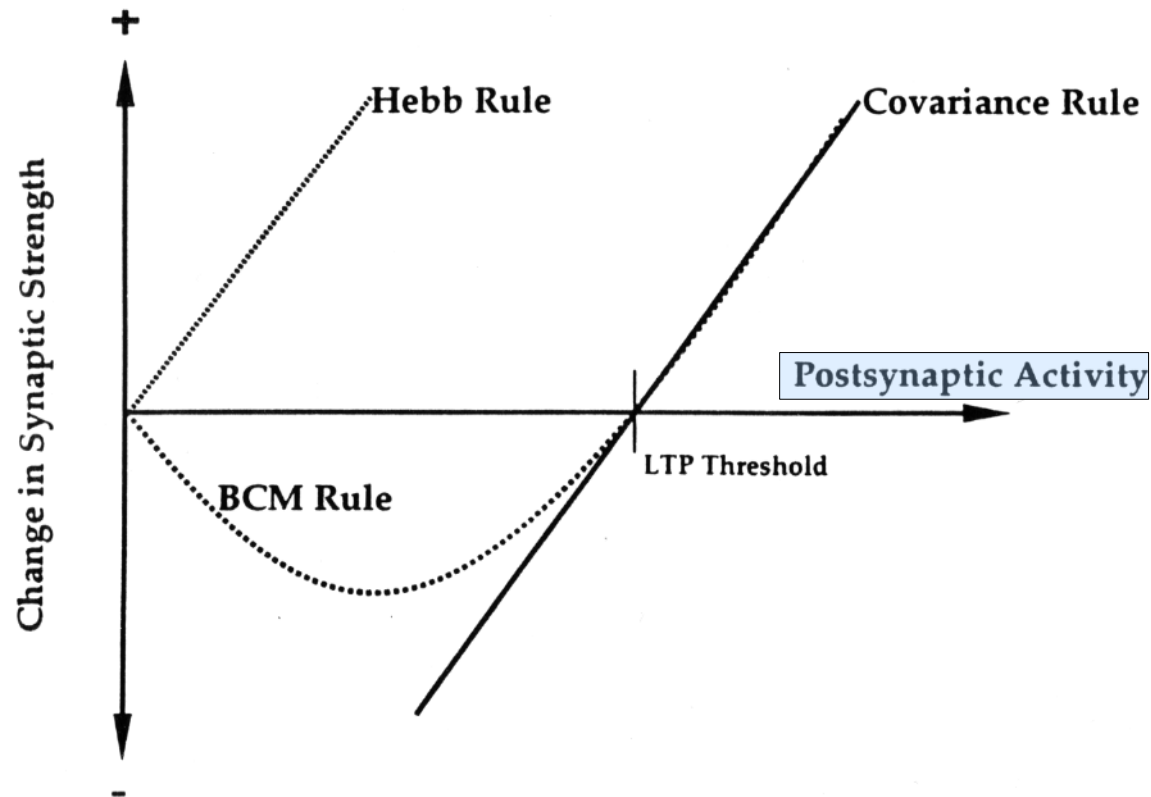 +
Hebb Rule
Covariance Rule
Change in Synaptic Strength
Postsynaptic Activity
LTP Threshold
BCM Rule
-